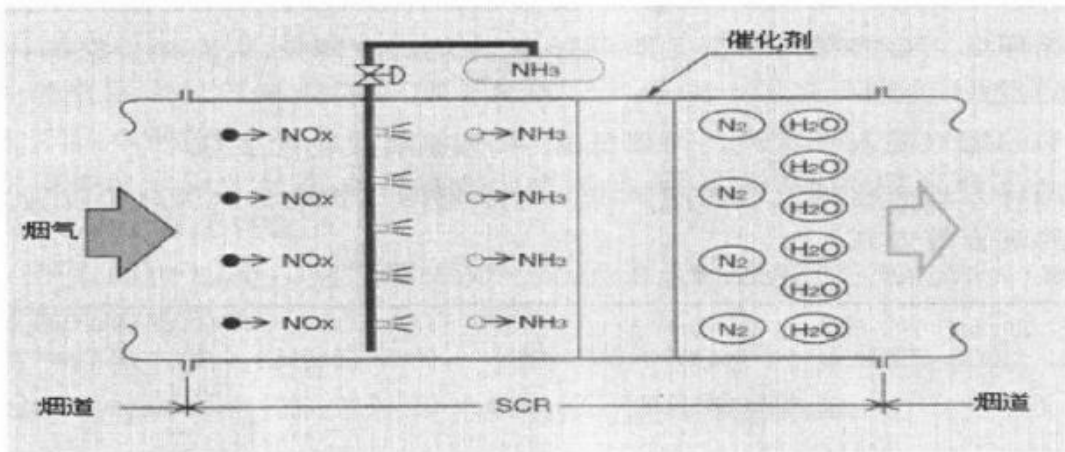 催化剂
NH₃
NOx NH₃ N₂ H₂O
H₂O
NOx NH₃ N₂ H₂O
烟气
H₂O
NOx NH₃ N₂
H₂O
NOx NH₃ N₂ H₂O
烟道 SCR 烟道